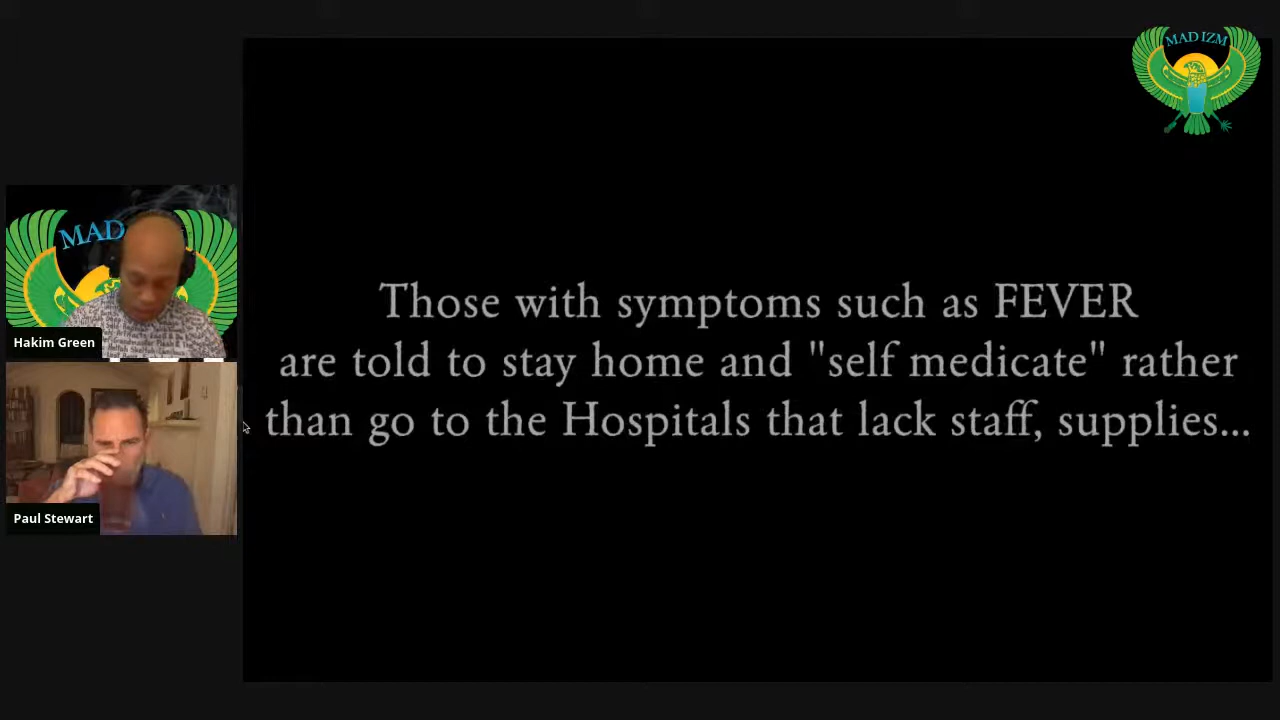 MAD IZM
MAD
Hakim Green
Paul Stewart
Those with symptoms such as FEVER
are told to stay home and "self medicate" rather
than go to the Hospitals that lack staff, supplies...